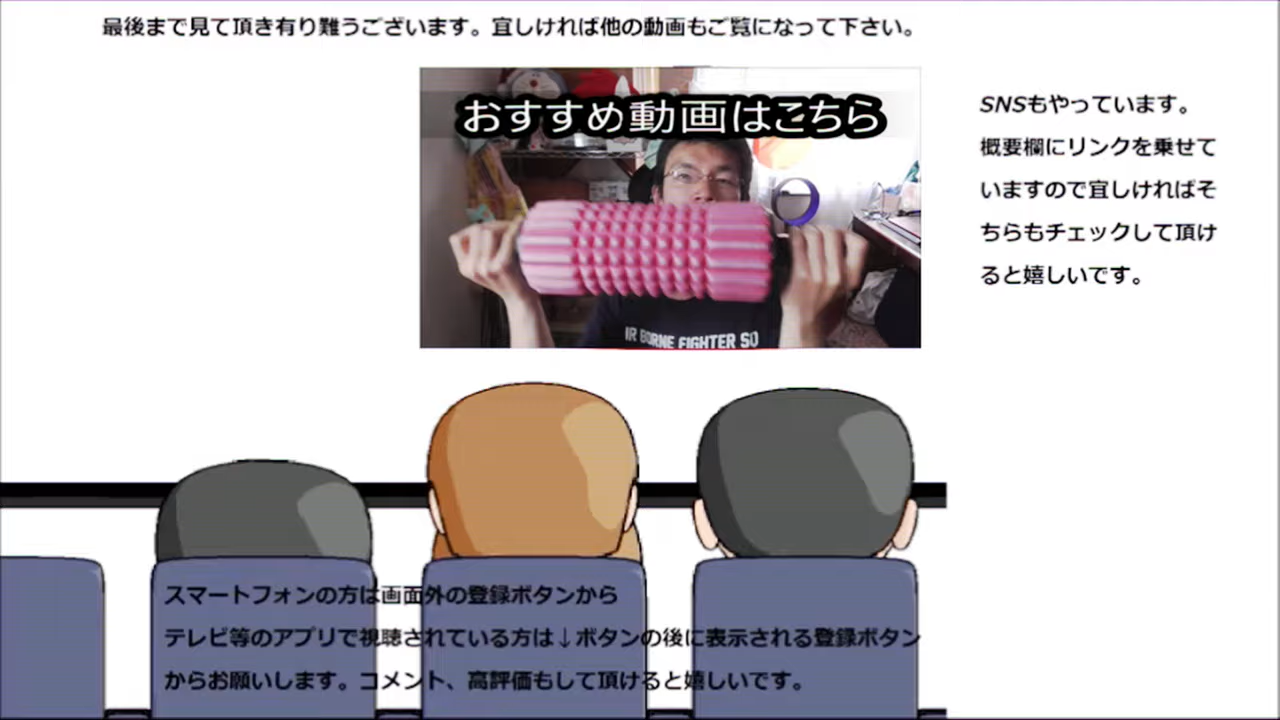 最後まで見て頂き有り難うございます。宜しければ他の動画もご覧になって下さい。
おすすめ動画はこちら
IR BORNE FIGHTER SO
SNSもやっています。
概要欄にリンクを乗せて
いますので宜しければそ
ちらもチェックして頂け
ると嬉しいです。
スマートフォンの方は画面外の登録ボタンから
テレビ等のアプリで視聴されている方は↓ボタンの後に表示される登録ボタン
からお願いします。コメント、高評価もして頂けると嬉しいです。